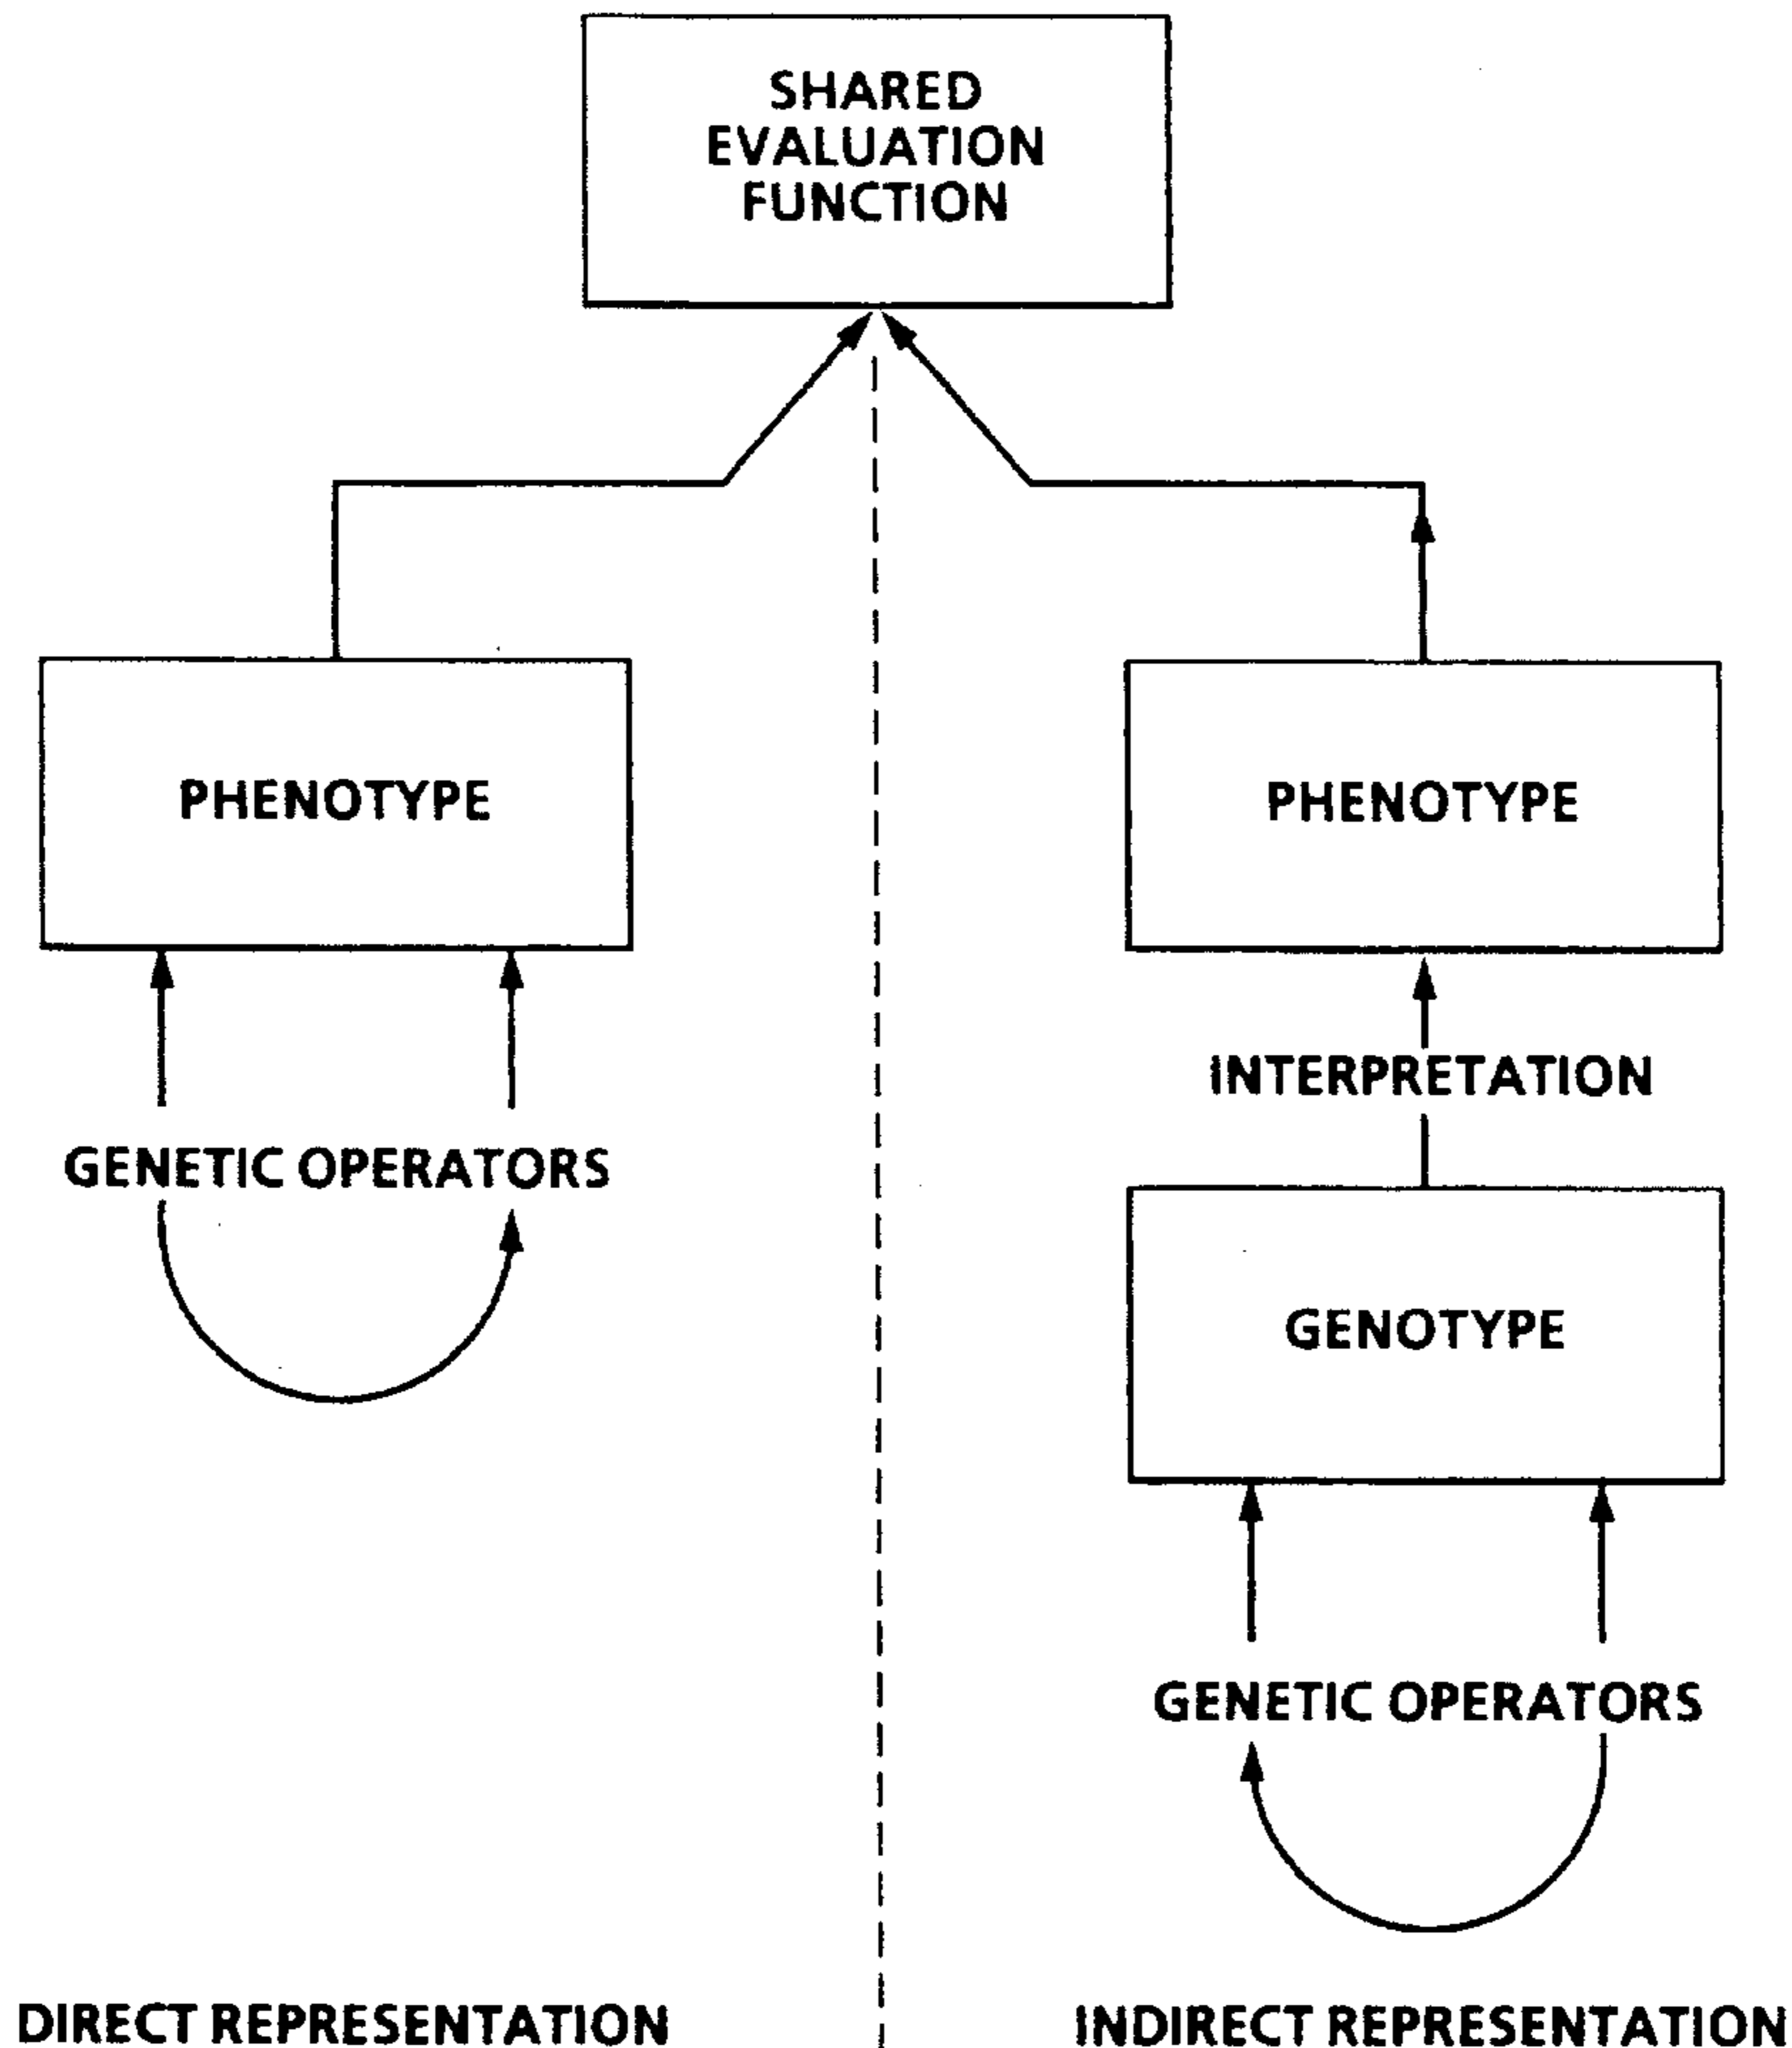 SHARED
EVALUATION
FUNCTION
PHENOTYPE
PHENOTYPE
INTERPRETATION
GENETIC OPERATORS
GENOTYPE
GENETIC OPERATORS
DIRECT REPRESENTATION
INDIRECT REPRESENTATION